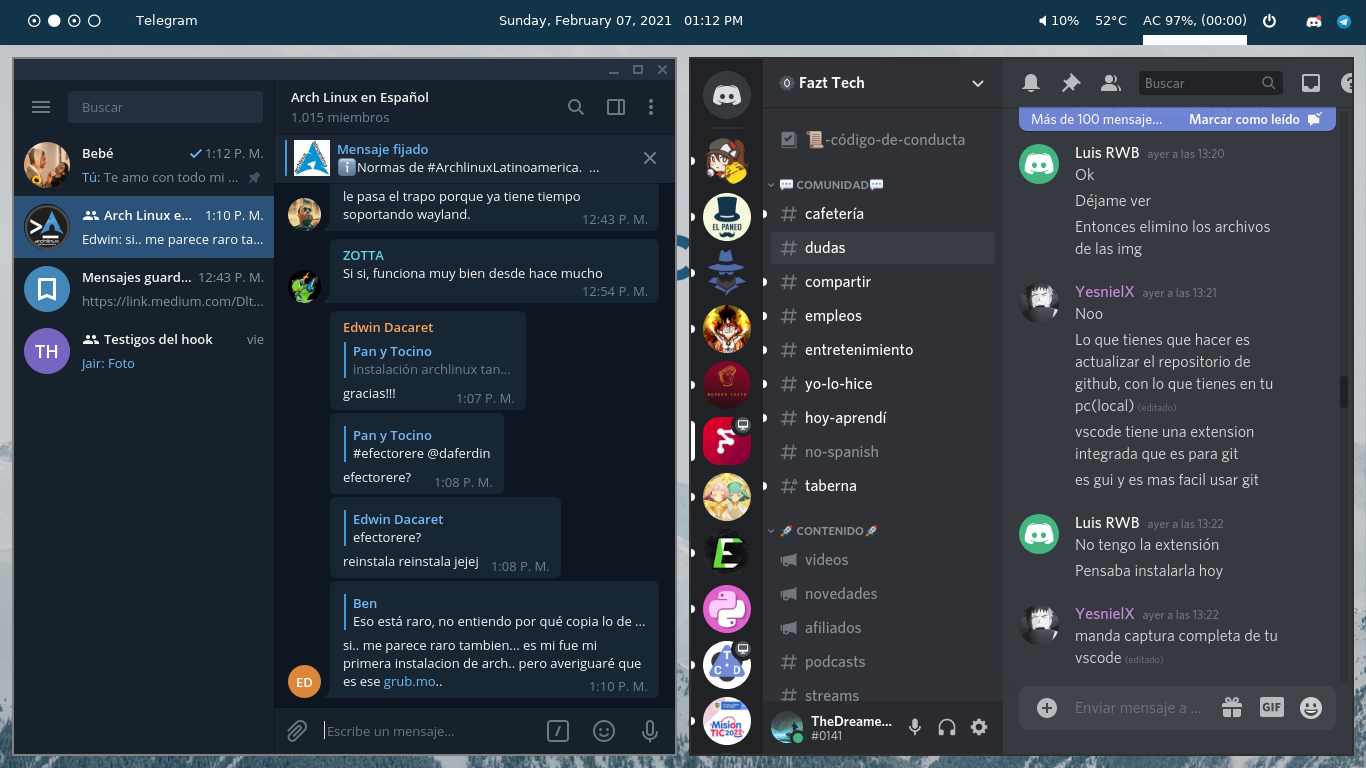 Telegram
Sunday, February 07, 2021 01:12 PM
10%
52°C
AC 97%, (00:00)
Buscar
Bebé
1:12 P. M.
Tú: Te amo con todo mi ...
Arch Linux e...
1:10 P. M.
Edwin: si.. me parece raro ta...
Mensajes guard...
12:43 P. M.
https://link.medium.com/Dlt...
TH
Testigos del hook
vie
Jair: Foto
Arch Linux en Español
1.015 miembros
Mensaje fijado
ℹ️Normas de #ArchlinuxLatinoamerica. ...
le pasa el trapo porque ya tiene tiempo
soportando wayland.
12:43 P. M.
ZOTTA
Si si, funciona muy bien desde hace mucho
12:54 P. M.
Edwin Dacaret
Pan y Tocino
instalación archlinux tan...
gracias!!!
1:07 P. M.
Pan y Tocino
#efectorere @daferdin
efectorere?
1:08 P. M.
Edwin Dacaret
efectorere?
reinstala reinstala jejej
1:08 P. M.
Ben
Eso está raro, no entiendo por qué copia lo de ...
si.. me parece raro tambien... es mi fue mi
primera instalacion de arch.. pero averiguaré que
es ese grub.mo..
1:10 P. M.
ED
Escribe un mensaje...
EL PANEO
T
C D
Misión
TIC2022
Fazt Tech
📜-código-de-conducta
💬 COMUNIDAD💬
# cafetería
# dudas
# compartir
# empleos
# entretenimiento
# yo-lo-hice
# hoy-aprendí
# no-spanish
# taberna
🚀 CONTENIDO🚀
videos
novedades
afiliados
# podcasts
# streams
TheDreame...
#0141
Buscar
Más de 100 mensaje...
Marcar como leído
Luis RWB ayer a las 13:20
Ok
Déjame ver
Entonces elimino los archivos
de las img
YesnielX ayer a las 13:21
Noo
Lo que tienes que hacer es
actualizar el repositorio de
github, con lo que tienes en tu
pc(local) (editado)
vscode tiene una extension
integrada que es para git
es gui y es mas facil usar git
Luis RWB ayer a las 13:22
No tengo la extensión
Pensaba instalarla hoy
YesnielX ayer a las 13:22
manda captura completa de tu
vscode (editado)
Enviar mensaje a ...
GIF